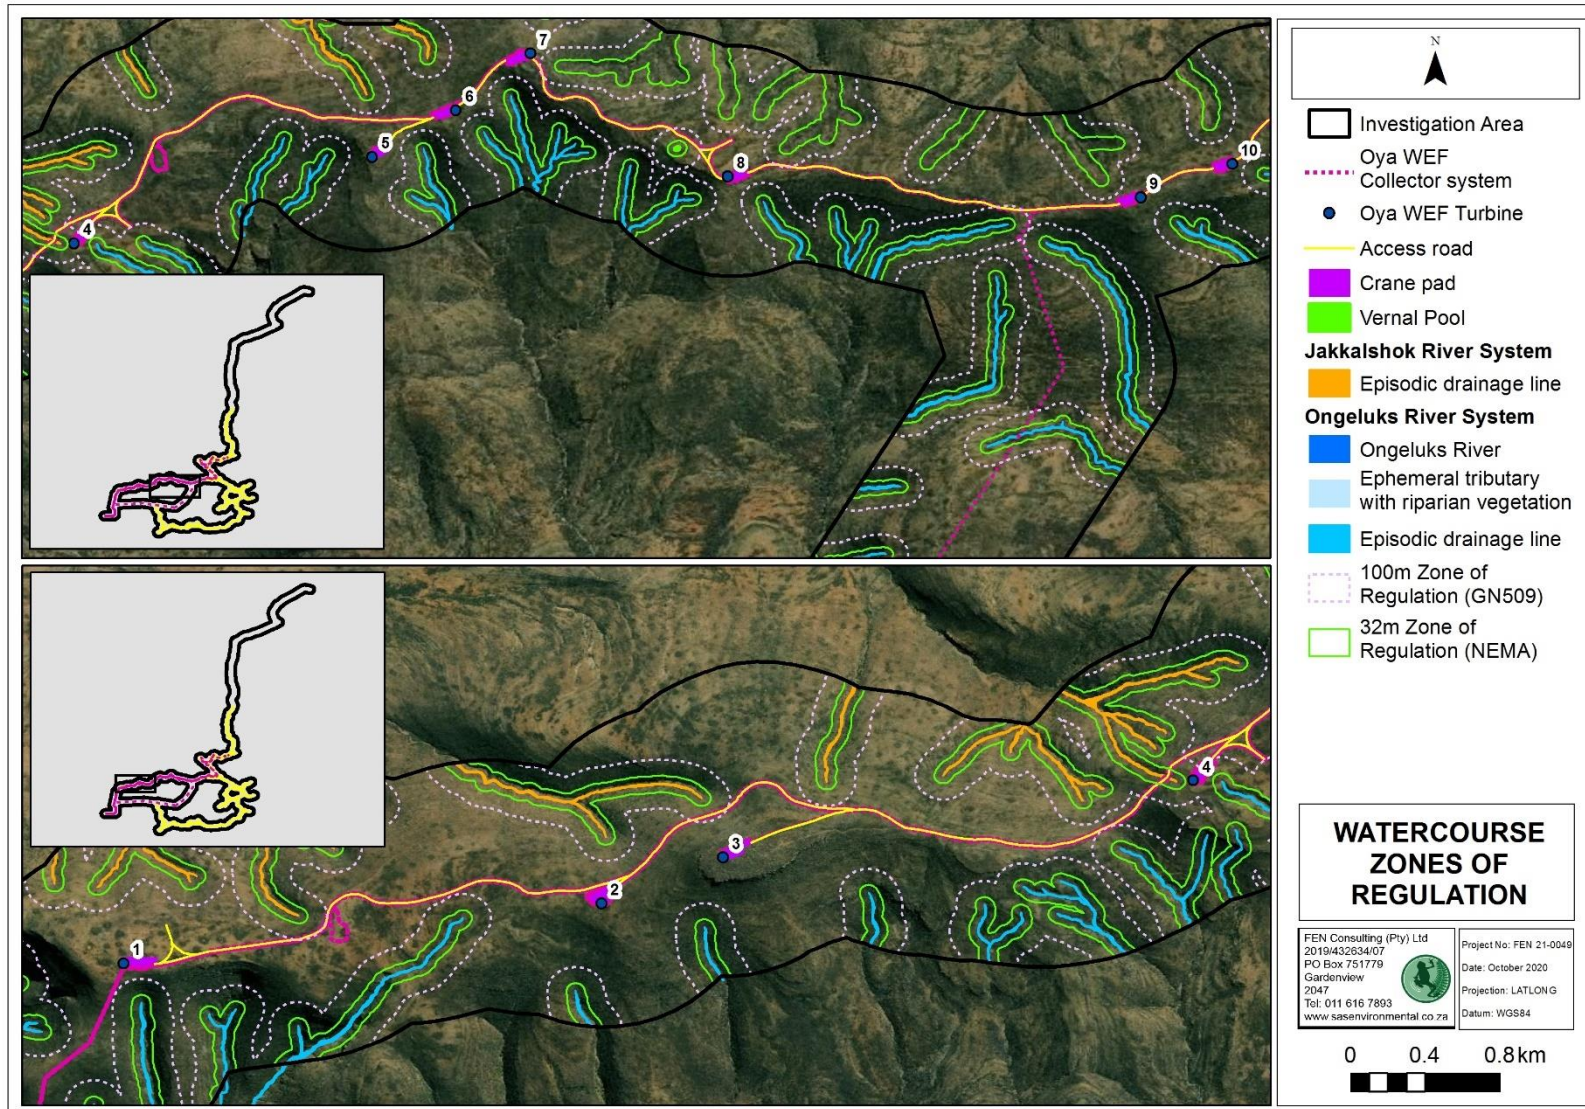 7
6
5
8
10
9
4
4
3
2
1
N
Investigation Area
Oya WEF
Collector system
Oya WEF Turbine
Access road
Crane pad
Vernal Pool
Jakkalshok River System
Episodic drainage line
Ongeluks River System
Ongeluks River
Ephemeral tributary
with riparian vegetation
Episodic drainage line
100m Zone of
Regulation (GN509)
32m Zone of
Regulation (NEMA)
WATERCOURSE
ZONES OF
REGULATION
FEN Consulting (Pty) Ltd
2019/432634/07
PO Box 751779
Gardenview
2047
Tel: 011 616 7893
www.sasenvironmental.co.za
Project No: FEN 21-0049
Date: October 2020
Projection: LATLONG
Datum: WGS84
0 0.4 0.8 km